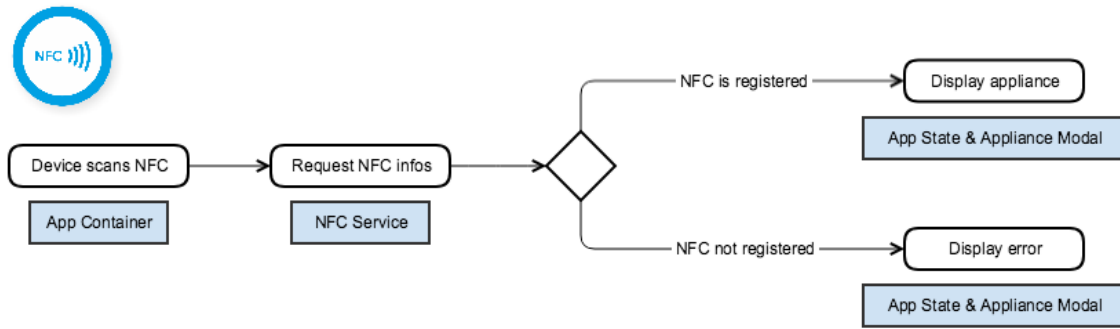 NFC
NFC is registered
Display appliance
App State & Appliance Modal
Device scans NFC
Request NFC infos
App Container
NFC Service
NFC not registered
Display error
App State & Appliance Modal